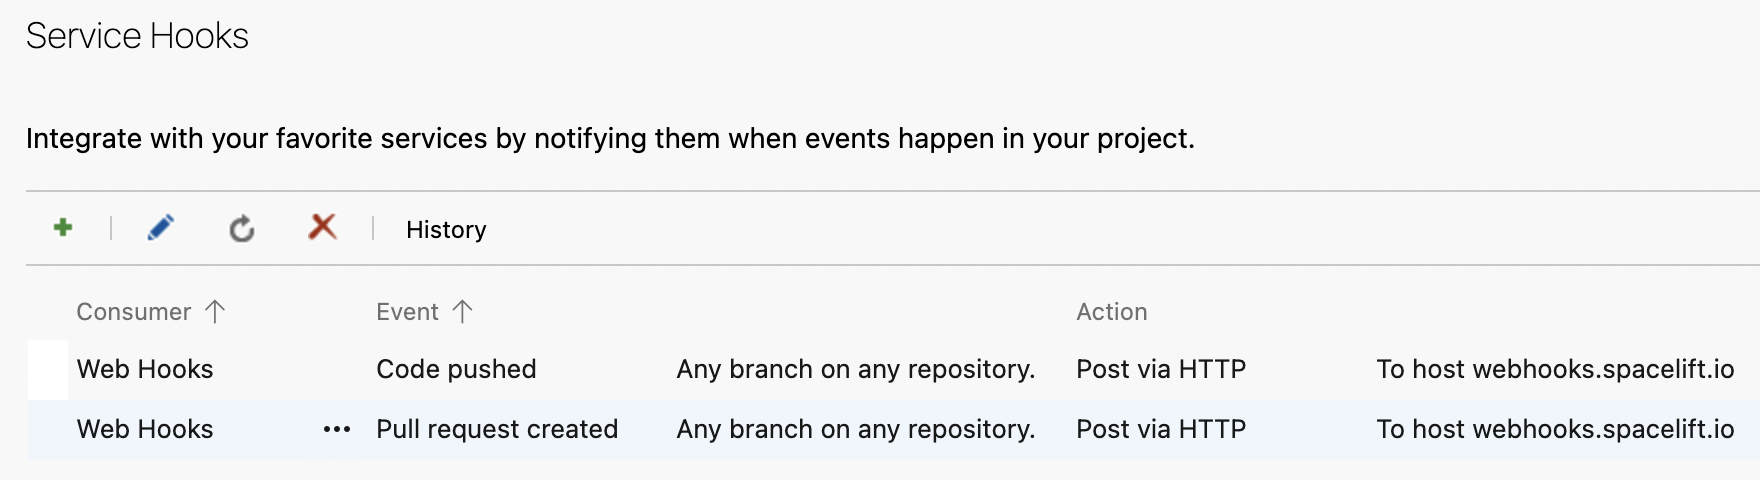 Service Hooks
Integrate with your favorite services by notifying them when events happen in your project.
History
Consumer ↑ Event ↑ Action
Web Hooks Code pushed Any branch on any repository. Post via HTTP To host webhooks.spacelift.io
Web Hooks ••• Pull request created Any branch on any repository. Post via HTTP To host webhooks.spacelift.io